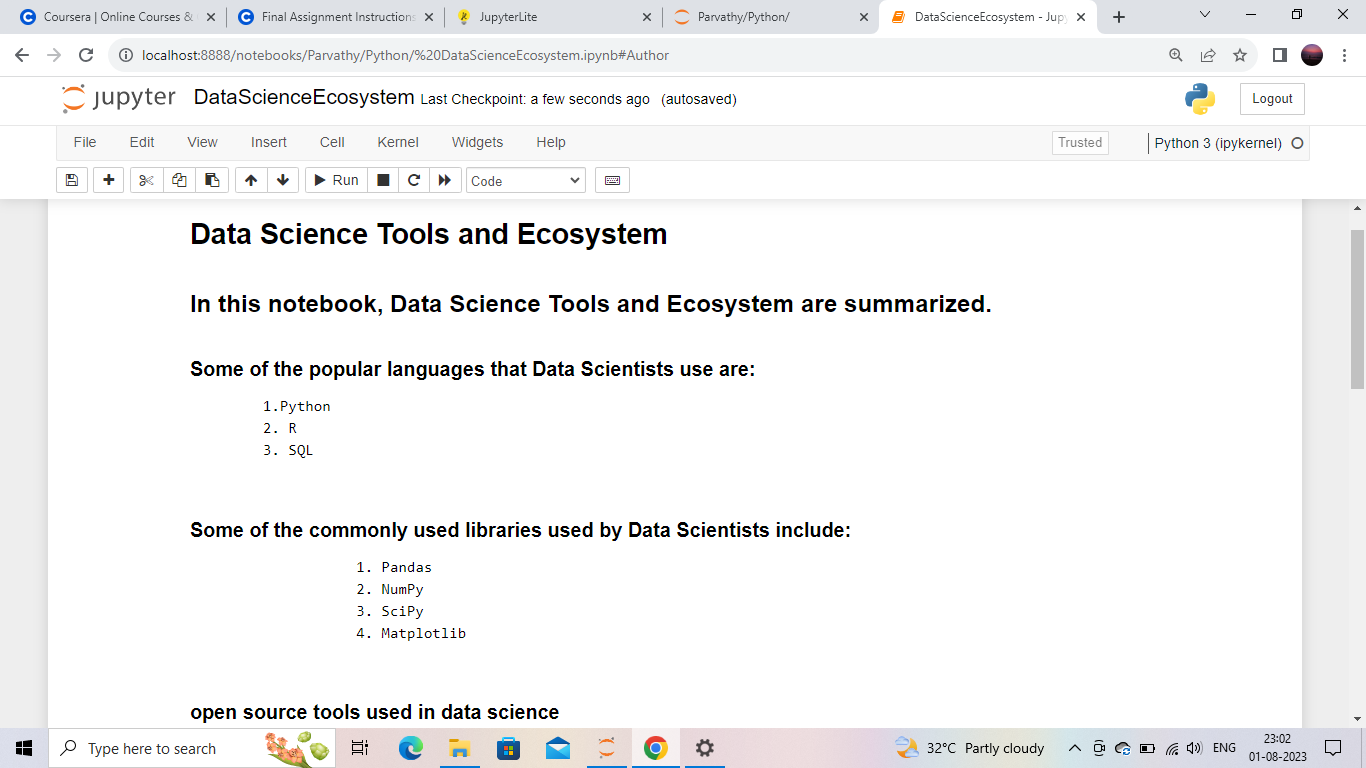 Coursera | Online Courses &
Final Assignment Instructions
JupyterLite
Parvathy/Python/
DataScienceEcosystem - Jup
localhost:8888/notebooks/Parvathy/Python/%20DataScienceEcosystem.ipynb#Author
jupyter DataScienceEcosystem Last Checkpoint: a few seconds ago (autosaved)
Logout
File Edit View Insert Cell Kernel Widgets Help
Trusted
Python 3 (ipykernel)
Run
Code
Data Science Tools and Ecosystem
In this notebook, Data Science Tools and Ecosystem are summarized.
Some of the popular languages that Data Scientists use are:
1.Python
2. R
3. SQL
Some of the commonly used libraries used by Data Scientists include:
1. Pandas
2. NumPy
3. SciPy
4. Matplotlib
open source tools used in data science
Type here to search
32°C Partly cloudy
ENG
23:02
01-08-2023